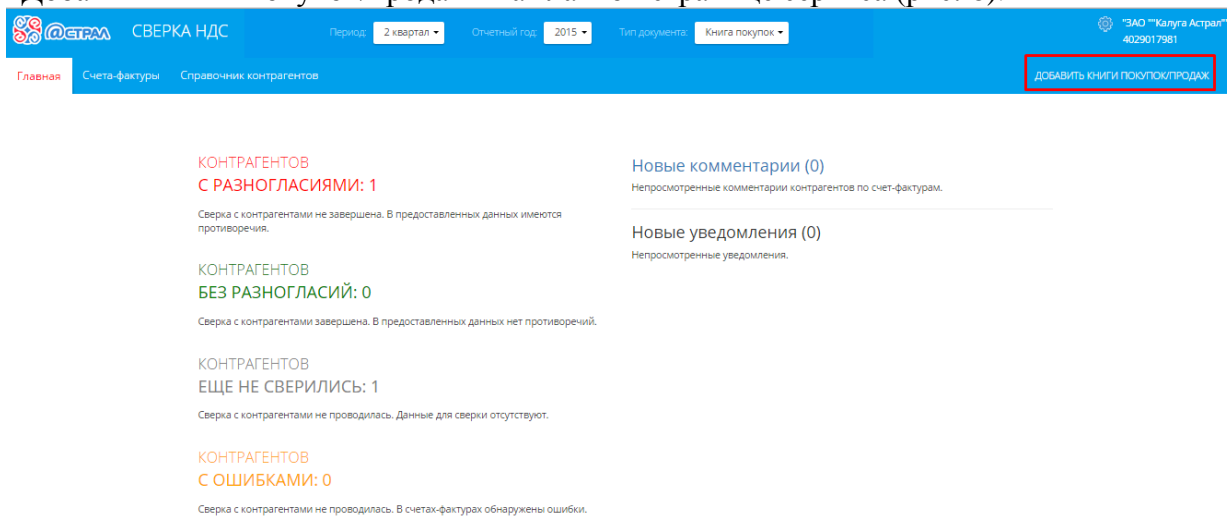 @СТРАЛ СВЕРКА НДС Период: 2 квартал Отчетный год: 2015 Тип документа: Книга покупок "ЗАО ""Калуга Астрал""
4029017981
Главная Счета-фактуры Справочник контрагентов ДОБАВИТЬ КНИГИ ПОКУПОК/ПРОДАЖ
КОНТРАГЕНТОВ
С РАЗНОГЛАСИЯМИ: 1
Сверка с контрагентами не завершена. В предоставленных данных имеются
противоречия.
КОНТРАГЕНТОВ
БЕЗ РАЗНОГЛАСИЙ: 0
Сверка с контрагентами завершена. В предоставленных данных нет противоречий.
КОНТРАГЕНТОВ
ЕЩЕ НЕ СВЕРИЛИСЬ: 1
Сверка с контрагентами не проводилась. Данные для сверки отсутствуют.
КОНТРАГЕНТОВ
С ОШИБКАМИ: 0
Сверка с контрагентами не проводилась. В счетах-фактурах обнаружены ошибки.
Новые комментарии (0)
Непросмотренные комментарии контрагентов по счет-фактурам.
Новые уведомления (0)
Непросмотренные уведомления.